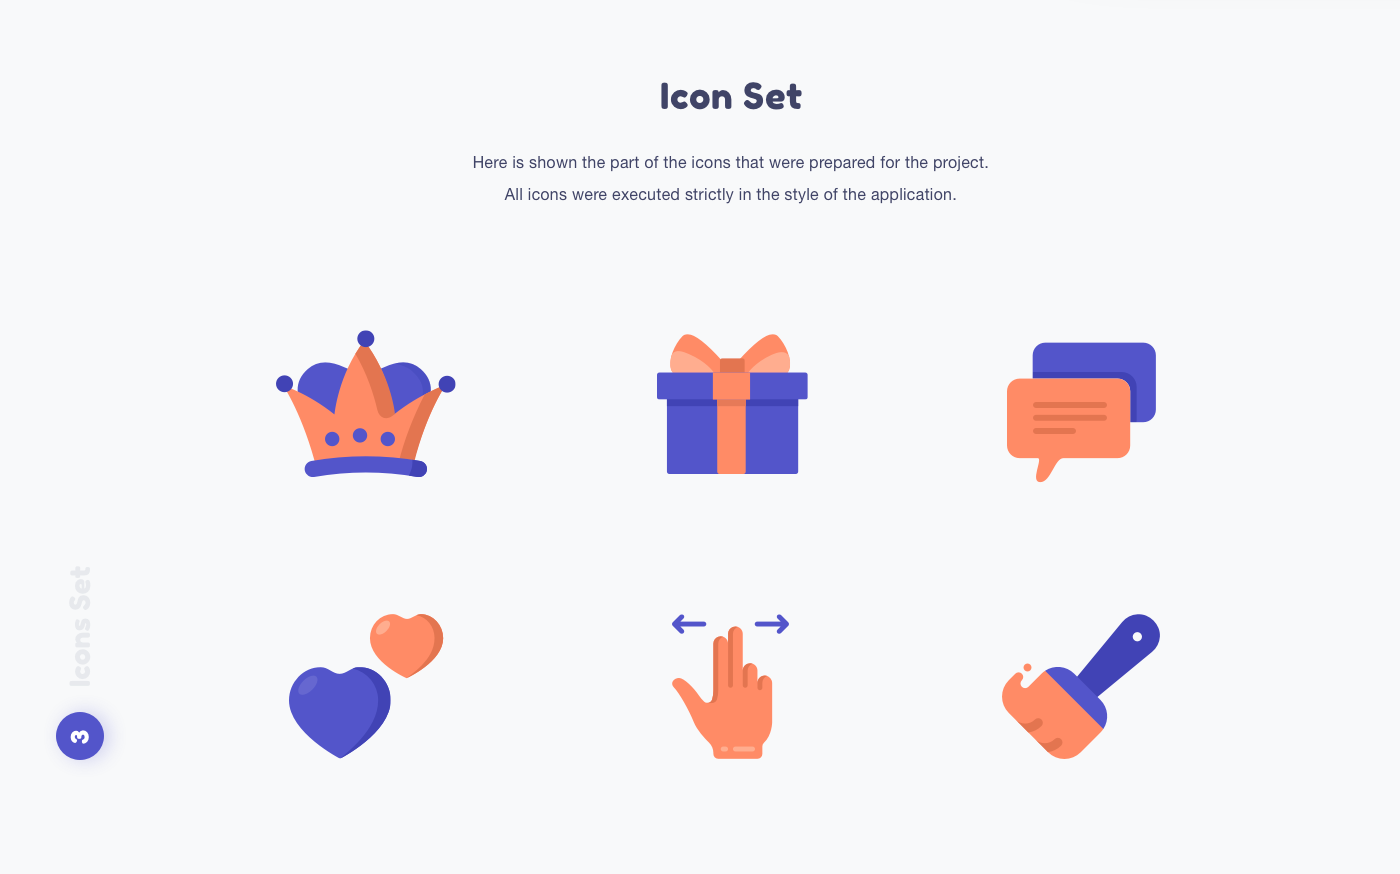 Icon Set
Here is shown the part of the icons that were prepared for the project.
All icons were executed strictly in the style of the application.
Icons Set
3